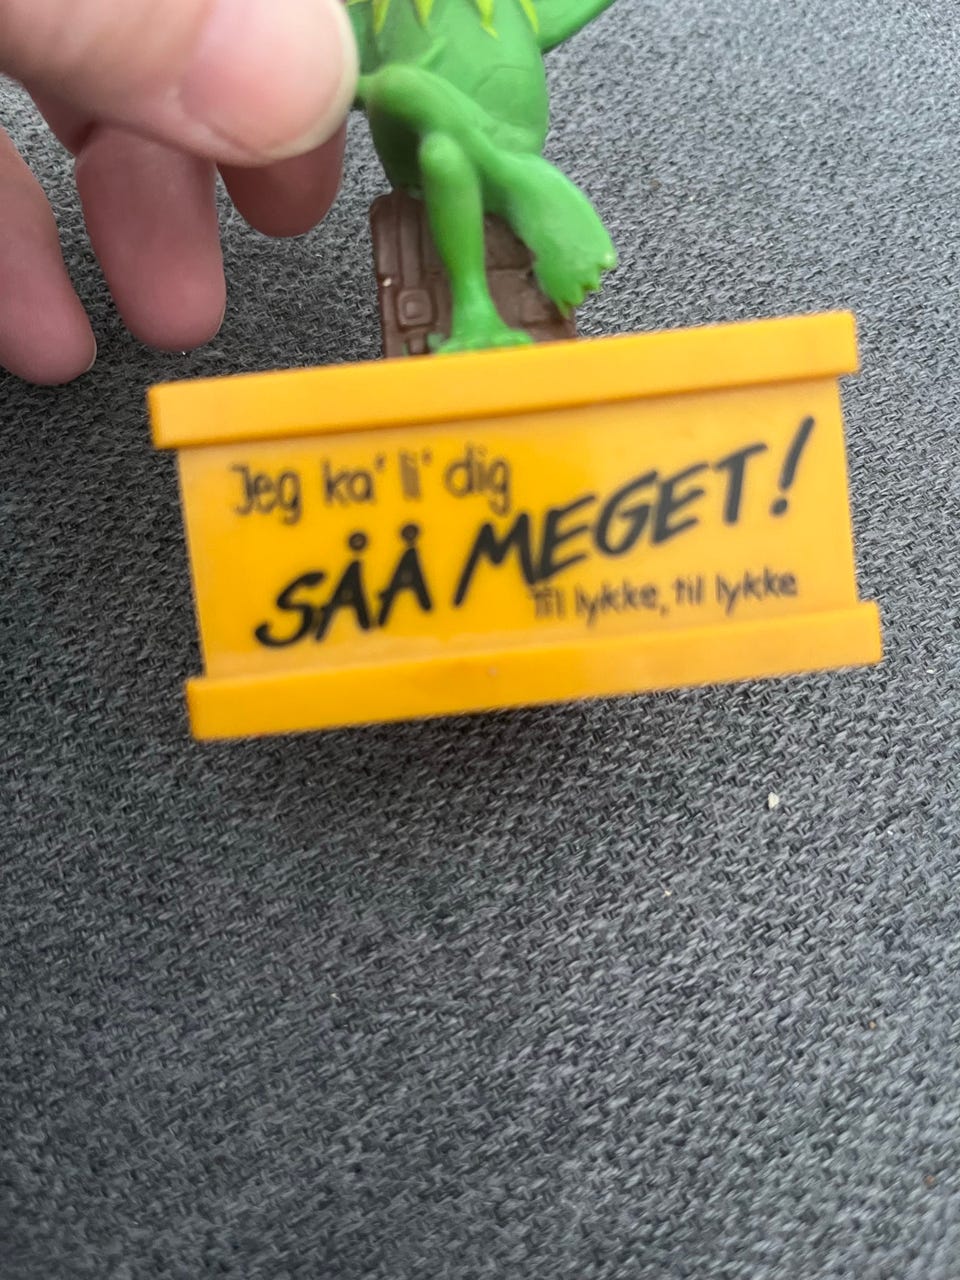 Jeg ka' li' dig
SÅÅ MEGET!
Til lykke, til lykke